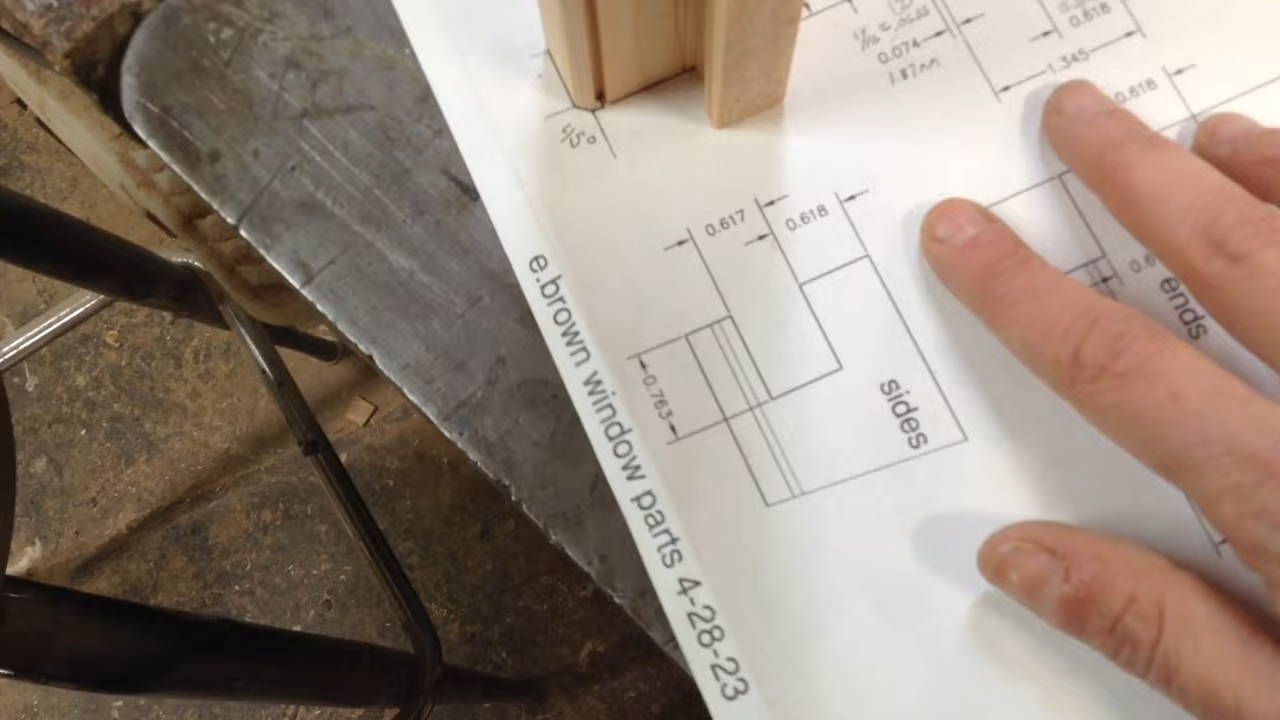 0.618
0.074
1.87mm
1.345
0.618
45°
0.617
0.618
0.763
sides
ends
e.brown window parts 4-28-23